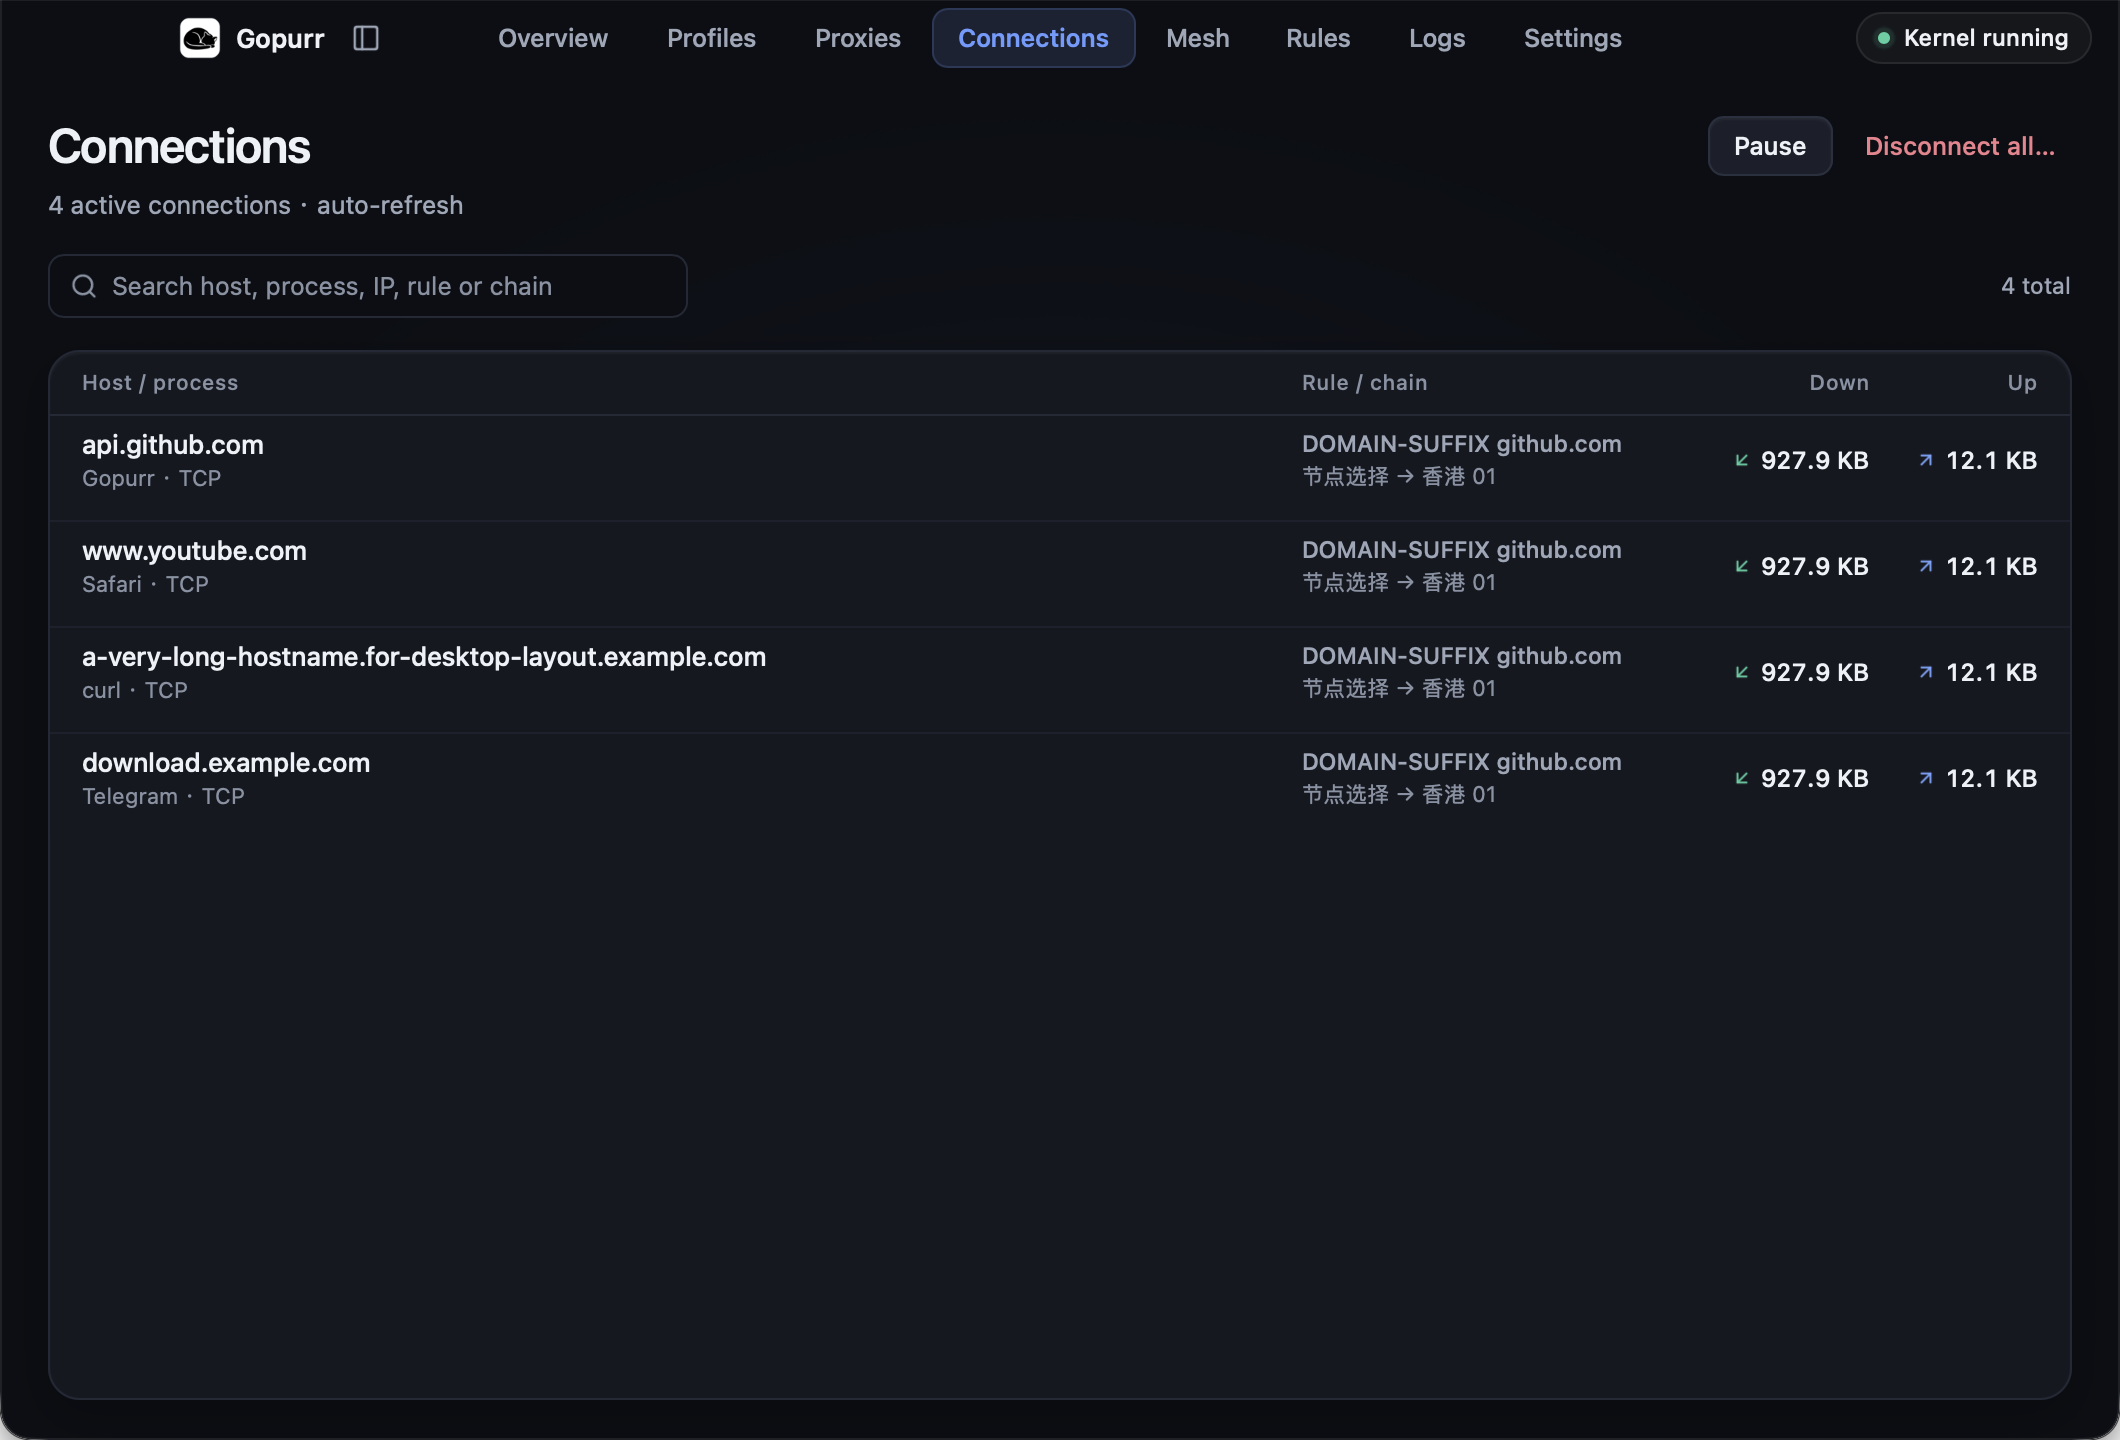 Gopurr
Overview
Profiles
Proxies
Connections
Mesh
Rules
Logs
Settings
Kernel running
Connections
Pause
Disconnect all...
4 active connections · auto-refresh
Search host, process, IP, rule or chain
4 total
Host / process
Rule / chain
Down
Up
api.github.com
Gopurr · TCP
DOMAIN-SUFFIX github.com
节点选择 → 香港 01
↙ 927.9 KB
↗ 12.1 KB
www.youtube.com
Safari · TCP
DOMAIN-SUFFIX github.com
节点选择 → 香港 01
↙ 927.9 KB
↗ 12.1 KB
a-very-long-hostname.for-desktop-layout.example.com
curl · TCP
DOMAIN-SUFFIX github.com
节点选择 → 香港 01
↙ 927.9 KB
↗ 12.1 KB
download.example.com
Telegram · TCP
DOMAIN-SUFFIX github.com
节点选择 → 香港 01
↙ 927.9 KB
↗ 12.1 KB